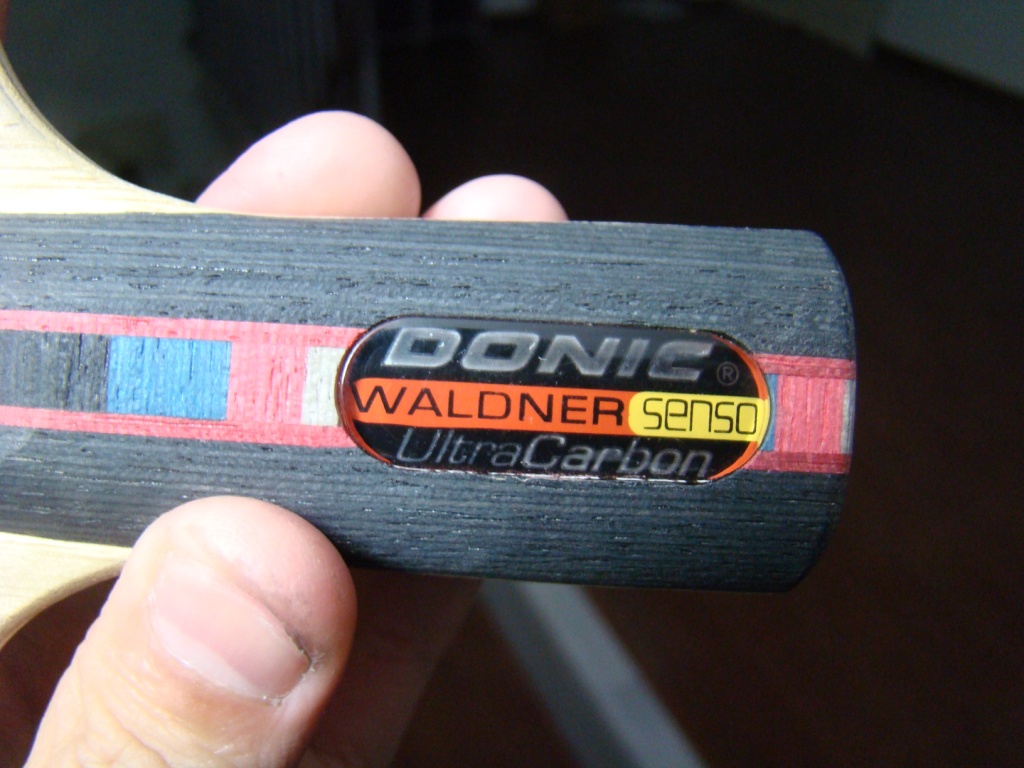 DONIC ®
WALDNER senso
UltraCarbon